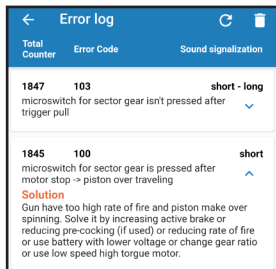 Error log
Total Counter Error Code Sound signalization
1847 103 short - long
microswitch for sector gear isn't pressed after
trigger pull
1845 100 short
microswitch for sector gear is pressed after
motor stop -> piston over traveling
Solution
Gun have too high rate of fire and piston make over
spinning. Solve it by increasing active brake or
reducing pre-cocking (if used) or reducing rate of fire
or use battery with lower voltage or change gear ratio
or use low speed high torque motor.